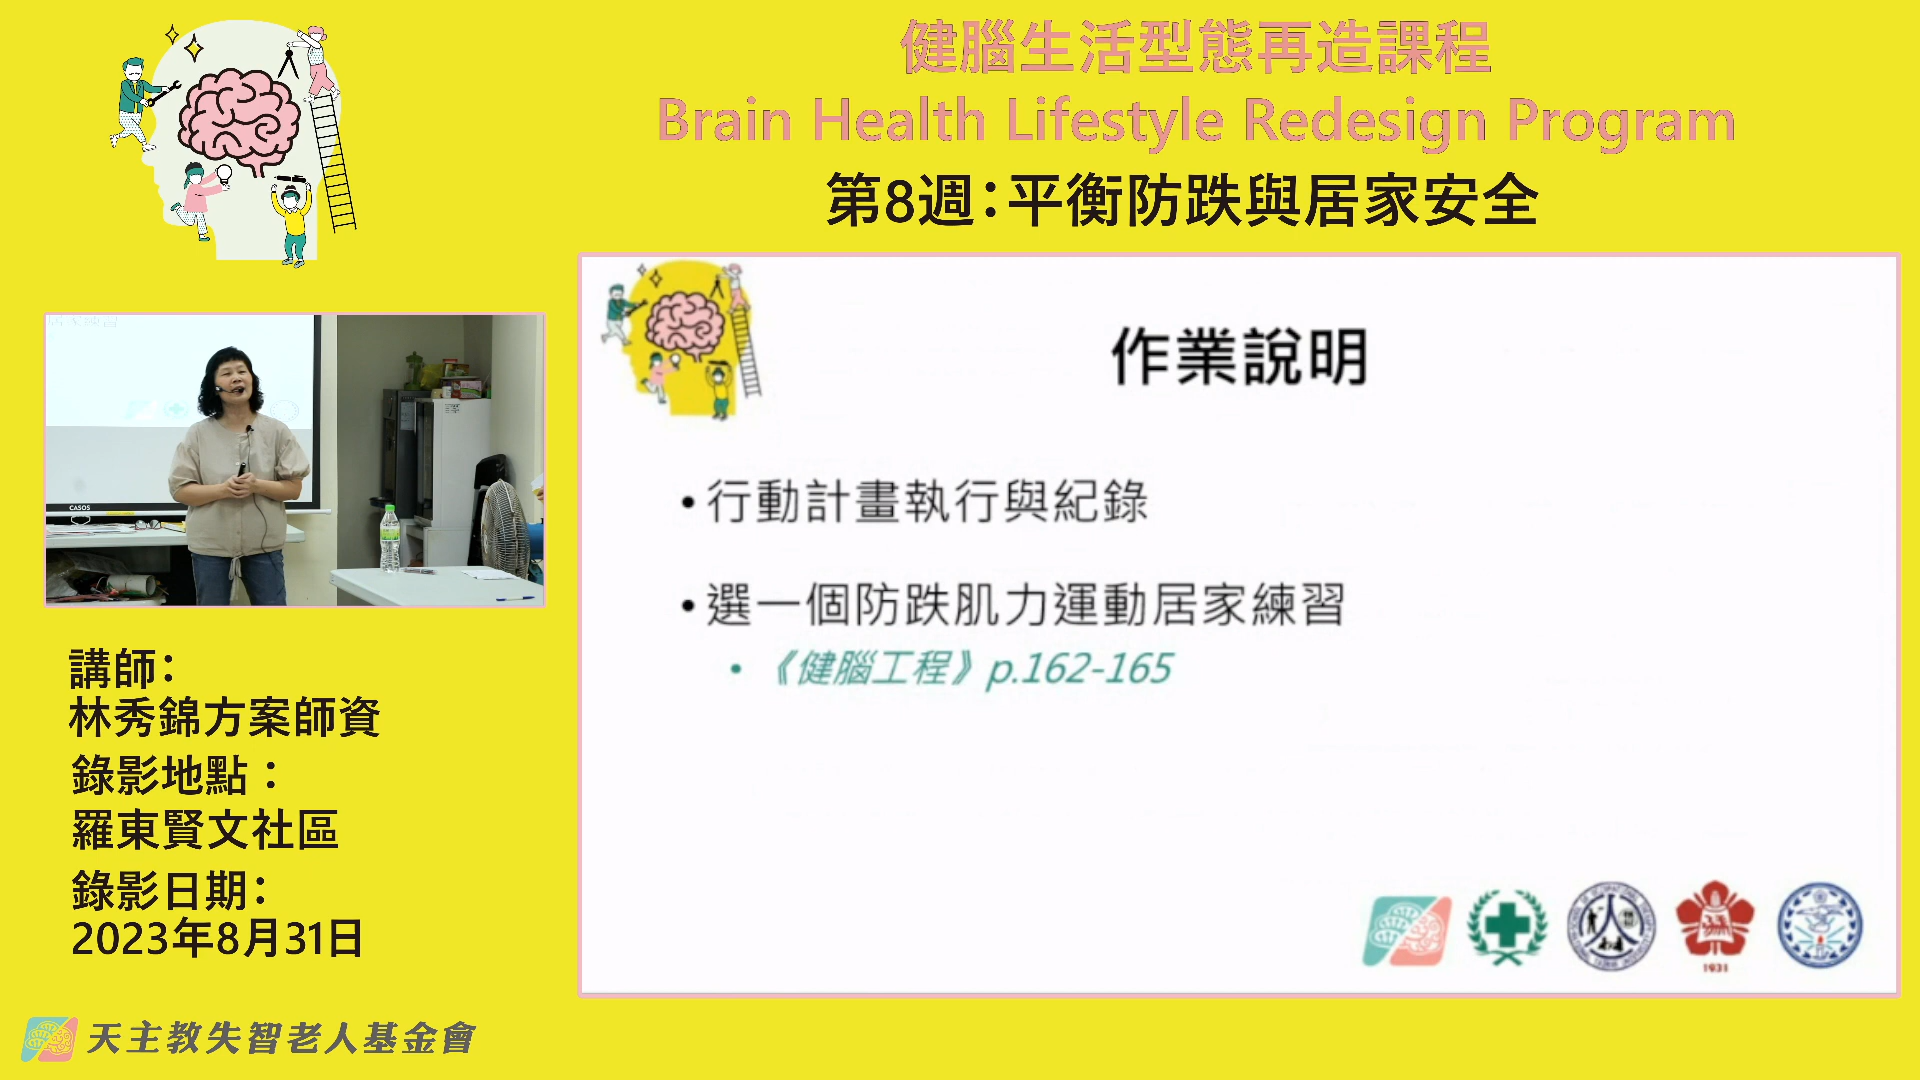 健腦生活型態再造課程
Brain Health Lifestyle Redesign Program
第8週：平衡防跌與居家安全
作業說明
• 行動計畫執行與紀錄
• 選一個防跌肌力運動居家練習
• 《健腦工程》p.162-165
1931
CASOS
講師：
林秀錦方案師資
錄影地點：
羅東賢文社區
錄影日期：
2023年8月31日
天主教失智老人基金會